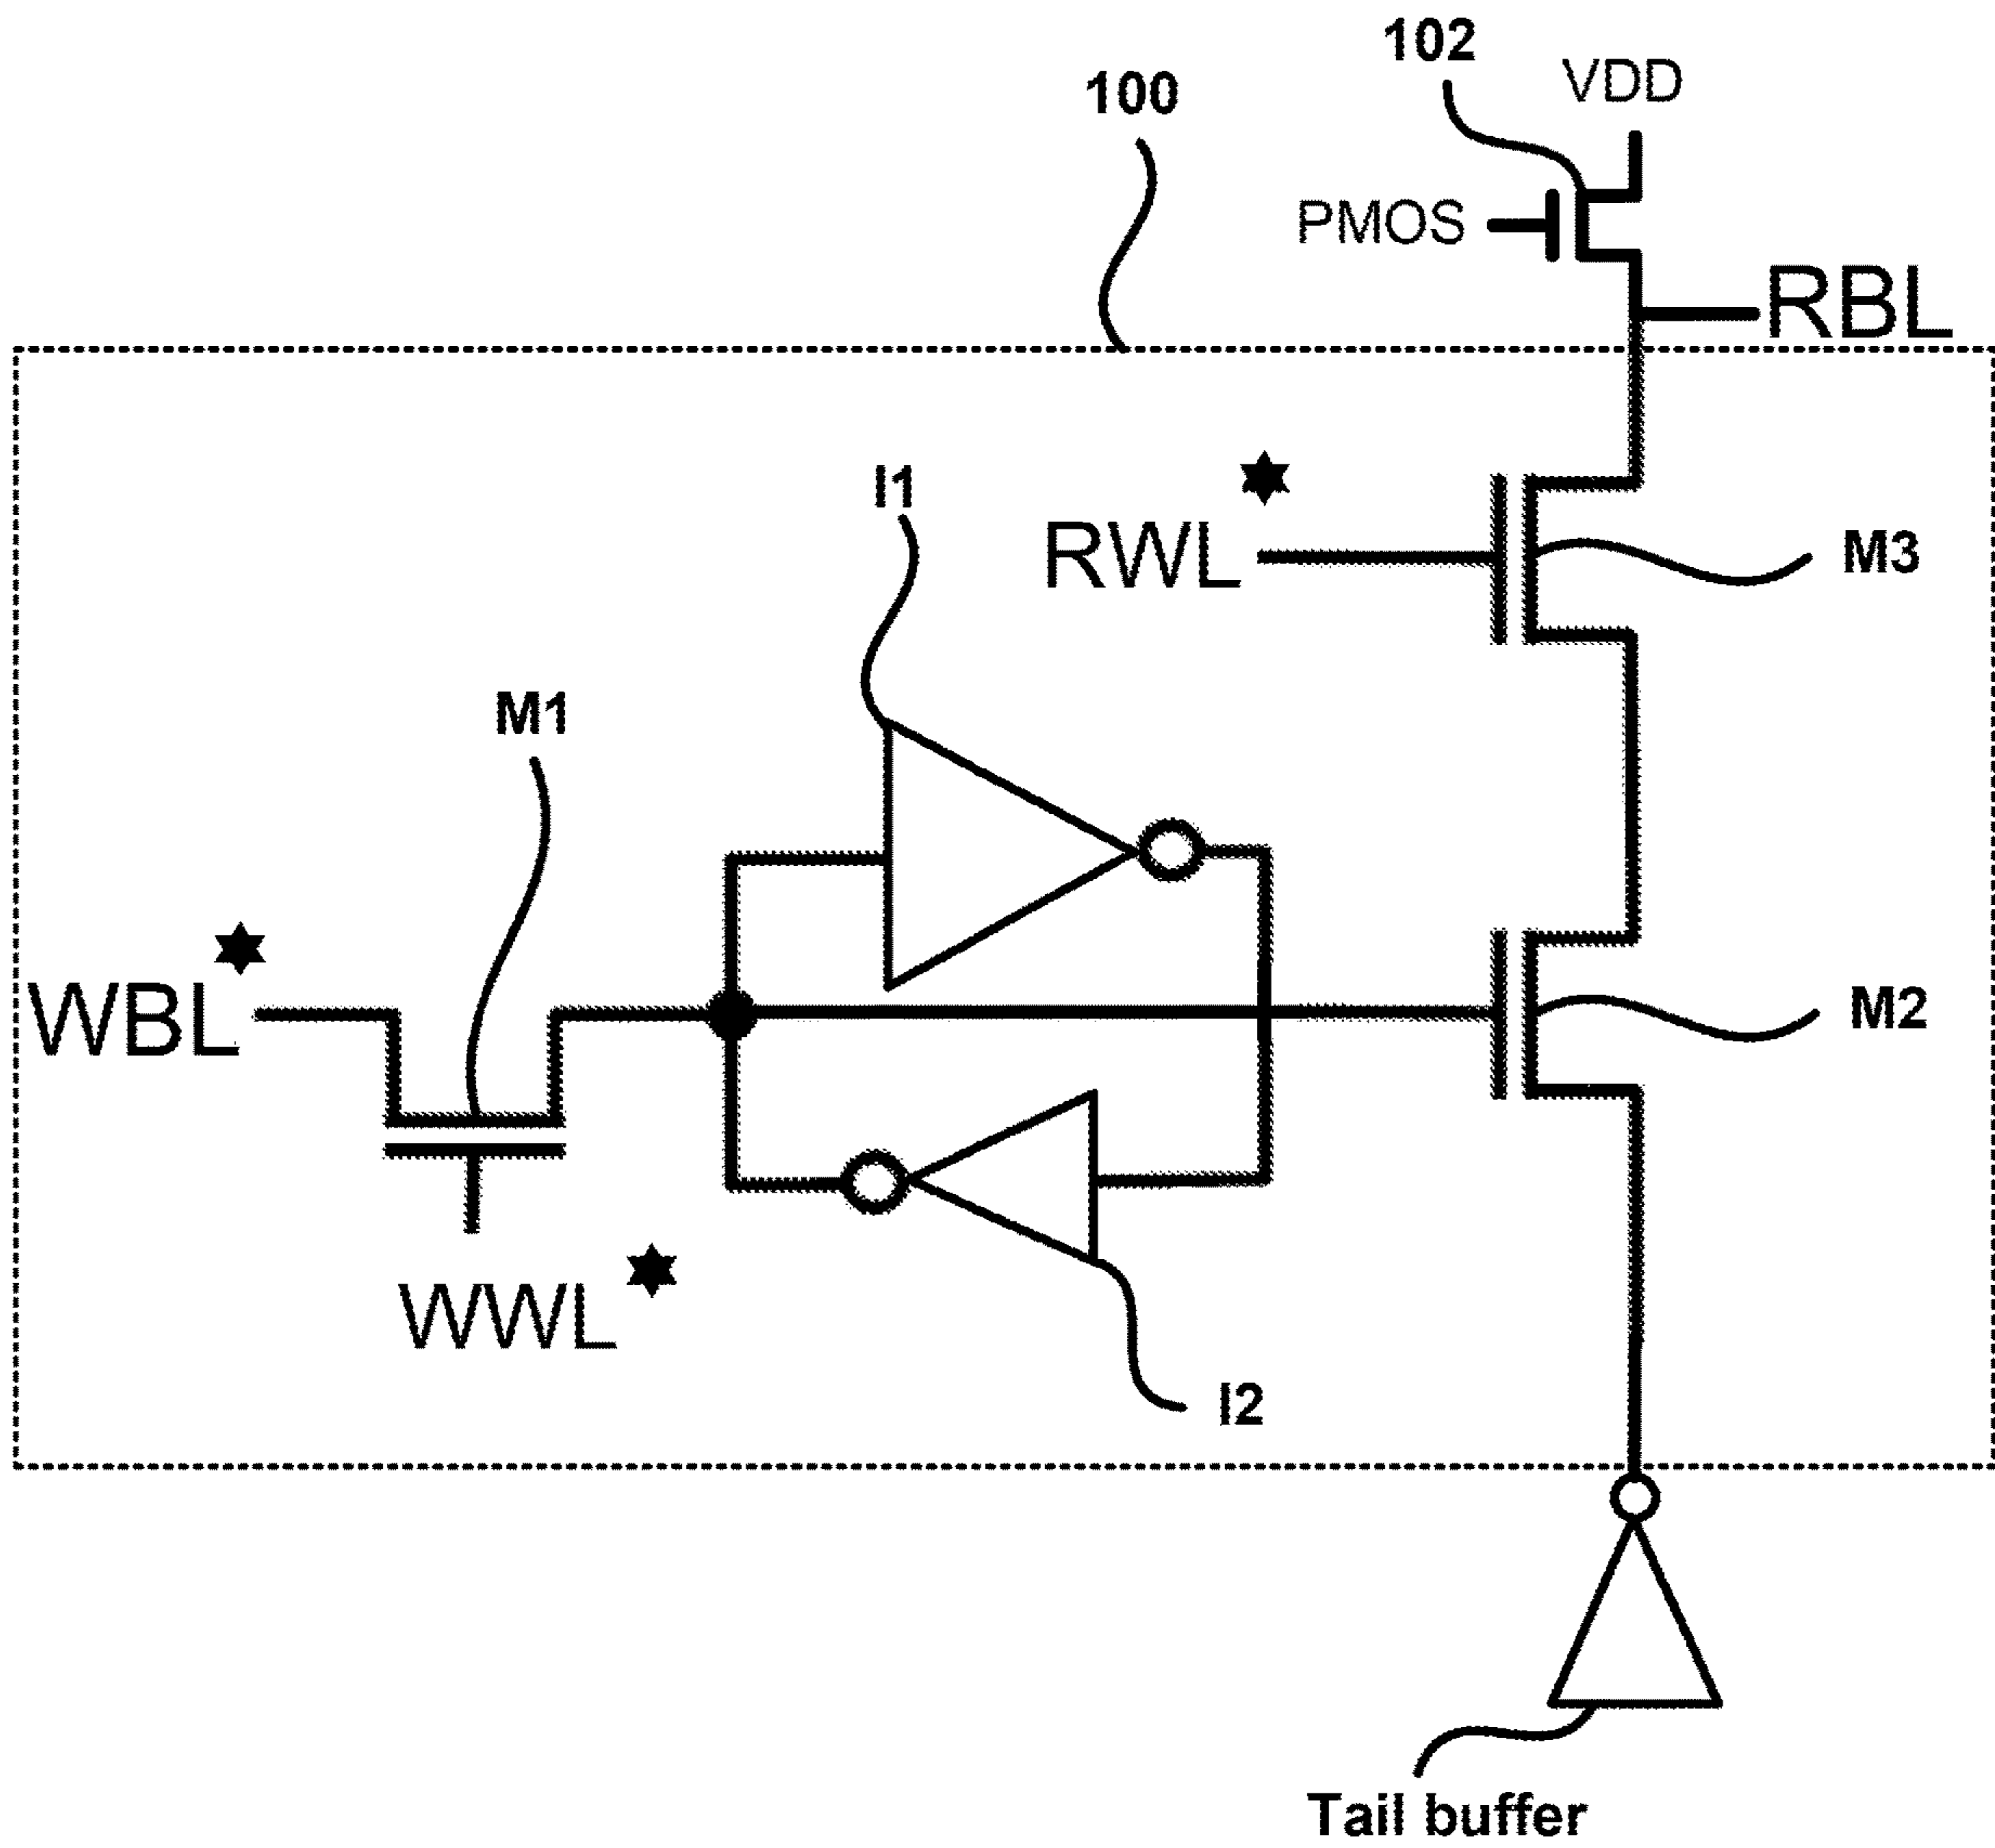 102
VDD
100
PMOS
RBL
I1
RWL
M3
M1
WBL
M2
WWL
I2
Tail buffer